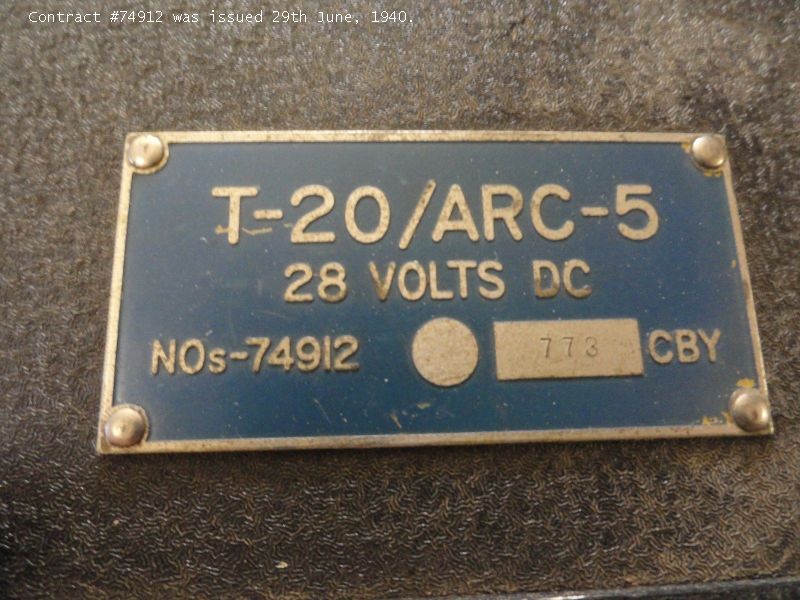 Contract #74912 was issued 29th June, 1940.
T-20/ARC-5
28 VOLTS DC
NOs-74912 773 CBY